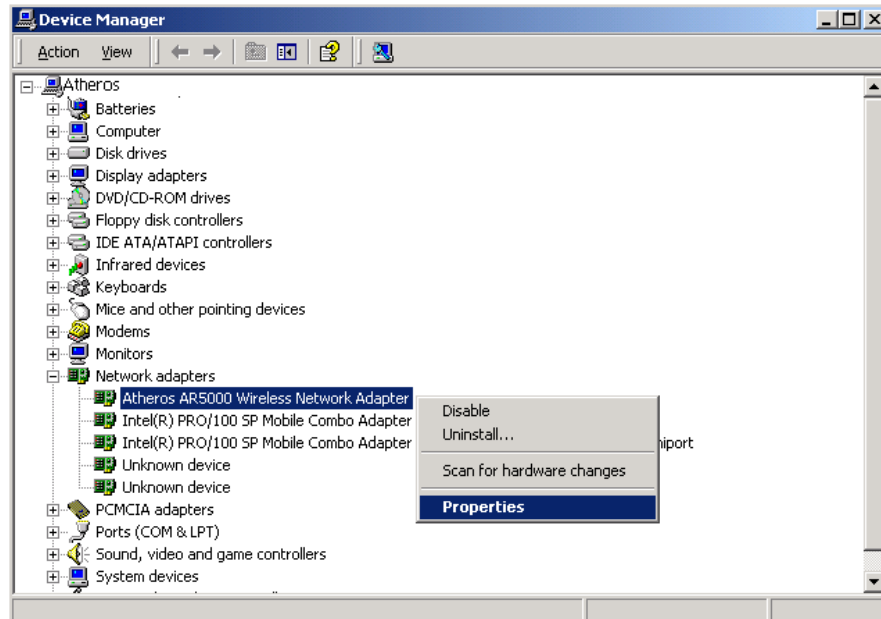 Device Manager
Action View
Atheros
Batteries
Computer
Disk drives
Display adapters
DVD/CD-ROM drives
Floppy disk controllers
IDE ATA/ATAPI controllers
Infrared devices
Keyboards
Mice and other pointing devices
Modems
Monitors
Network adapters
Atheros AR5000 Wireless Network Adapter
Intel(R) PRO/100 SP Mobile Combo Adapter
Intel(R) PRO/100 SP Mobile Combo Adapter niport
Unknown device
Unknown device
PCMCIA adapters
Ports (COM & LPT)
Sound, video and game controllers
System devices
Disable
Uninstall...
Scan for hardware changes
Properties